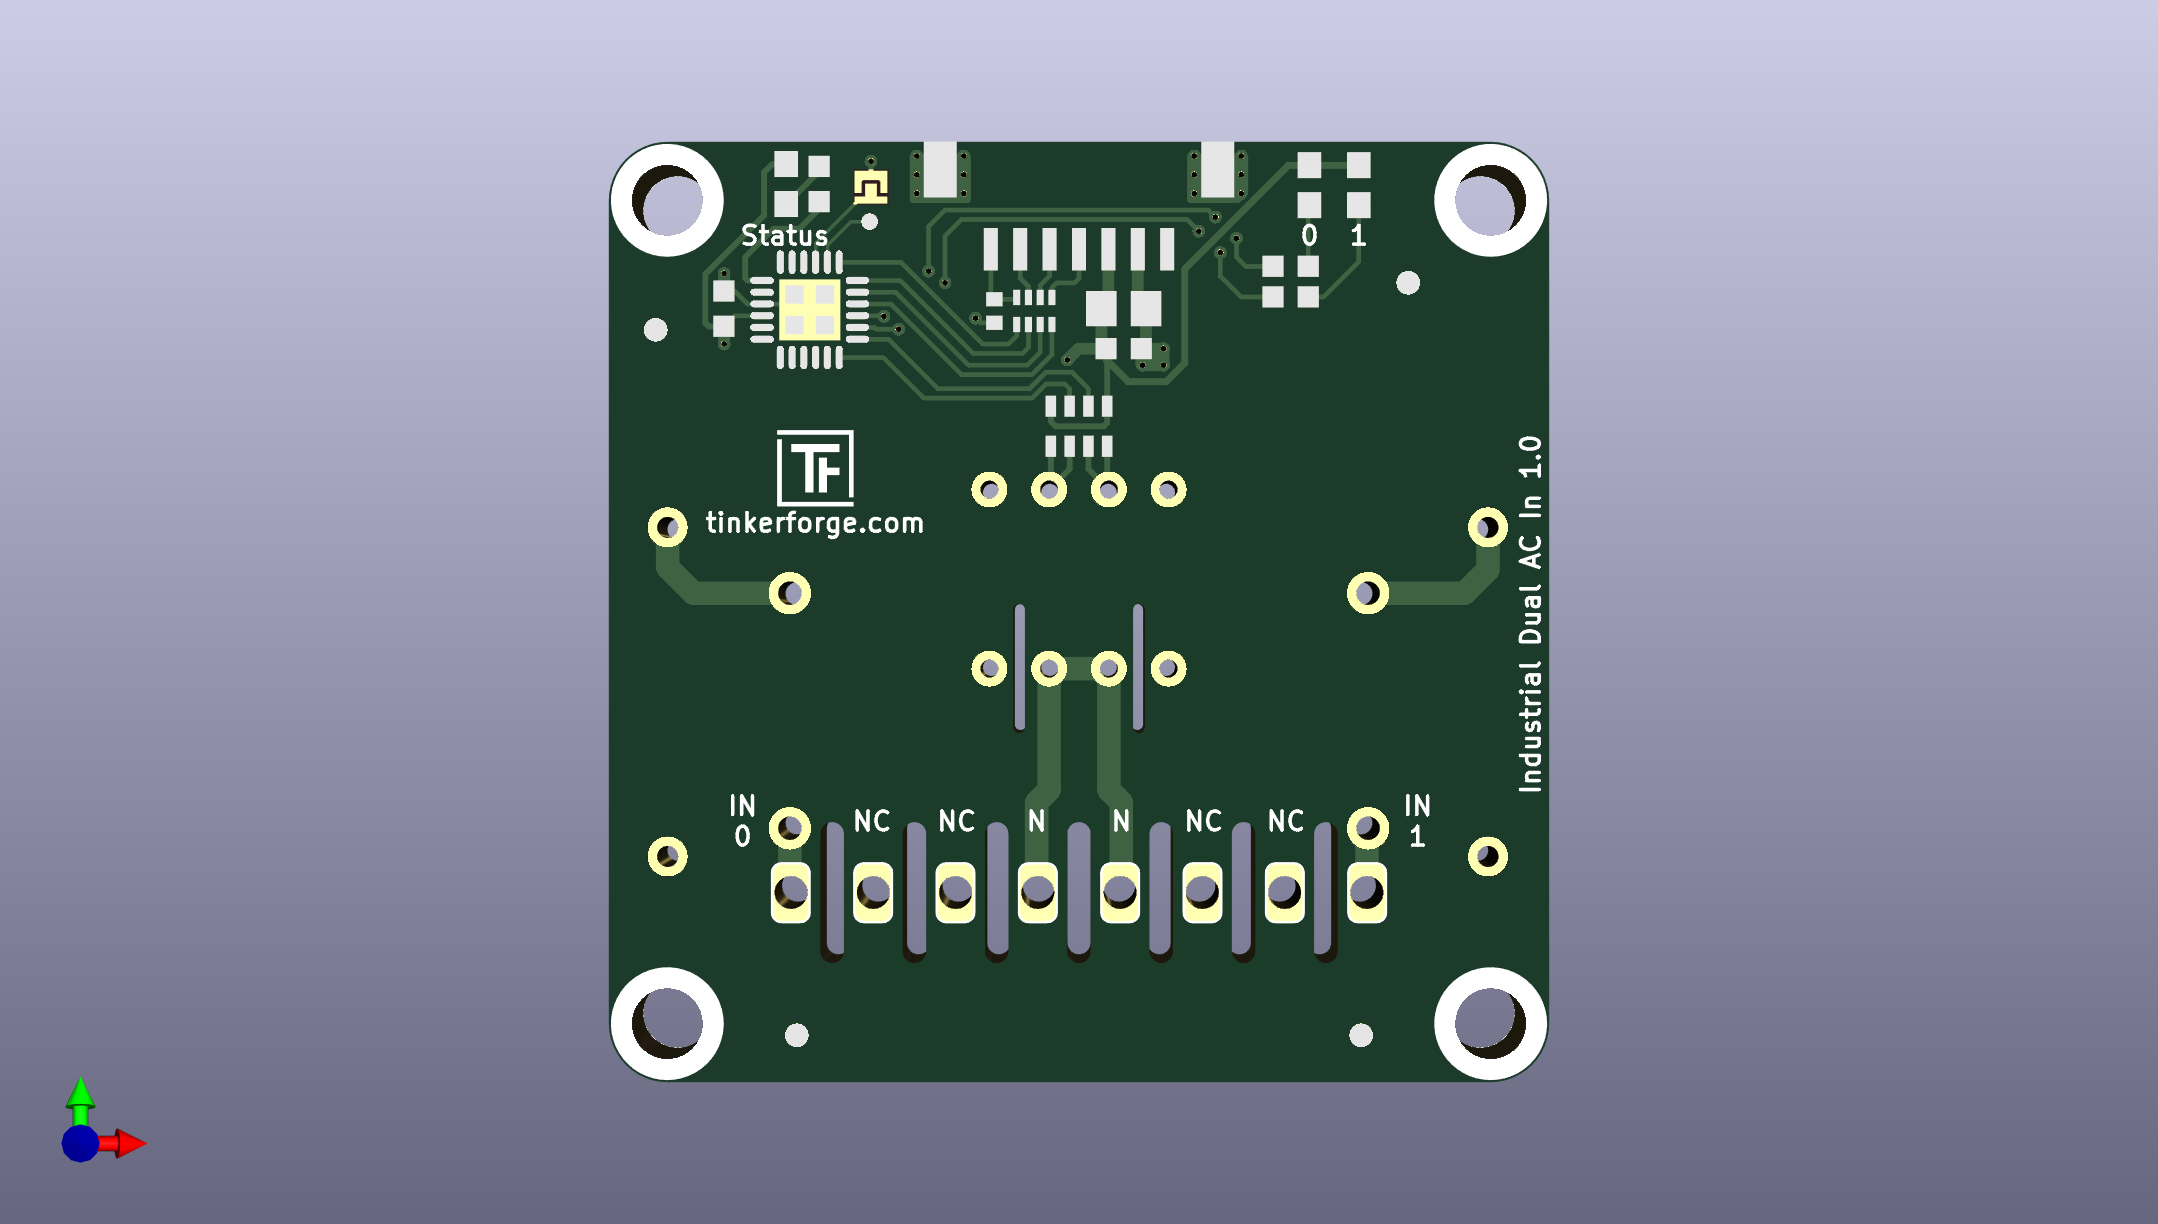 Status
0 1
TF
tinkerforge.com
Industrial Dual AC In 1.0
IN
0
NC NC N N NC NC
IN
1